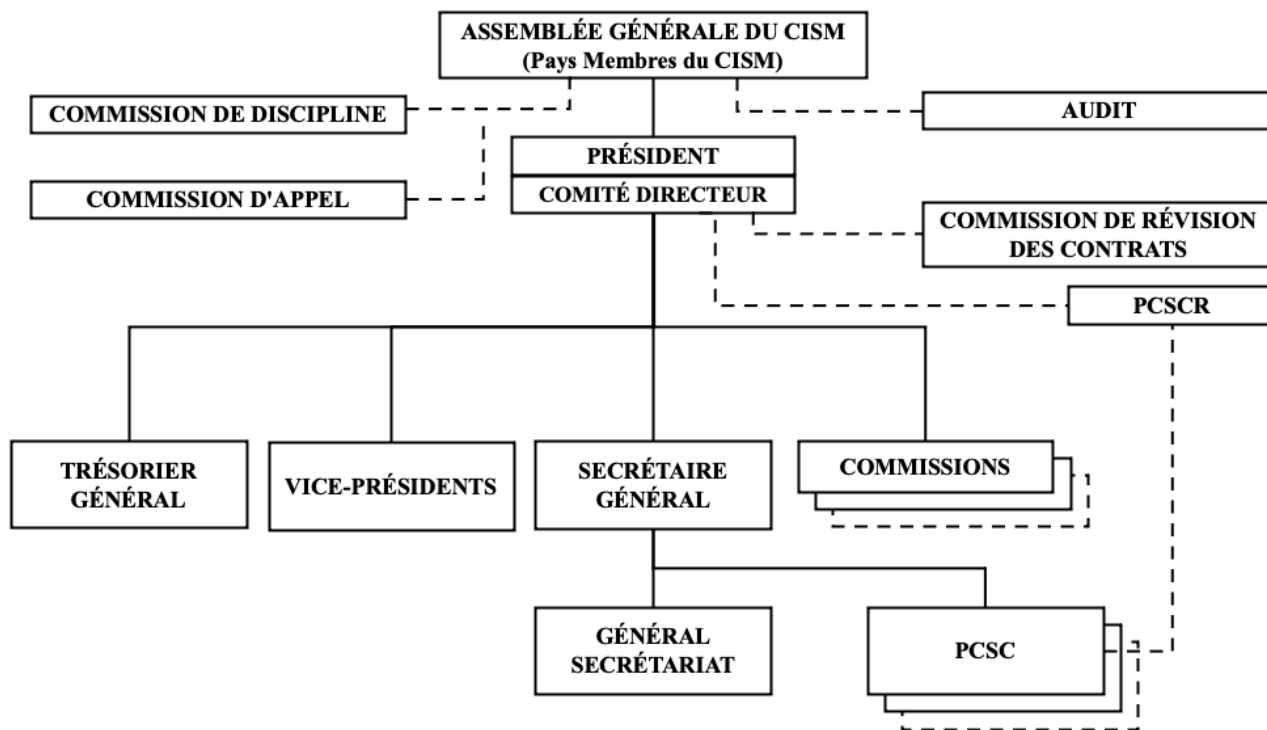 ASSEMBLÉE GÉNÉRALE DU CISM
(Pays Membres du CISM)
COMMISSION DE DISCIPLINE
AUDIT
PRÉSIDENT
COMMISSION D'APPEL
COMITÉ DIRECTEUR
COMMISSION DE RÉVISION
DES CONTRATS
PCSCR
TRÉSORIER
GÉNÉRAL
VICE-PRÉSIDENTS
SECRÉTAIRE
GÉNÉRAL
COMMISSIONS
GÉNÉRAL
SECRÉTARIAT
PCSC